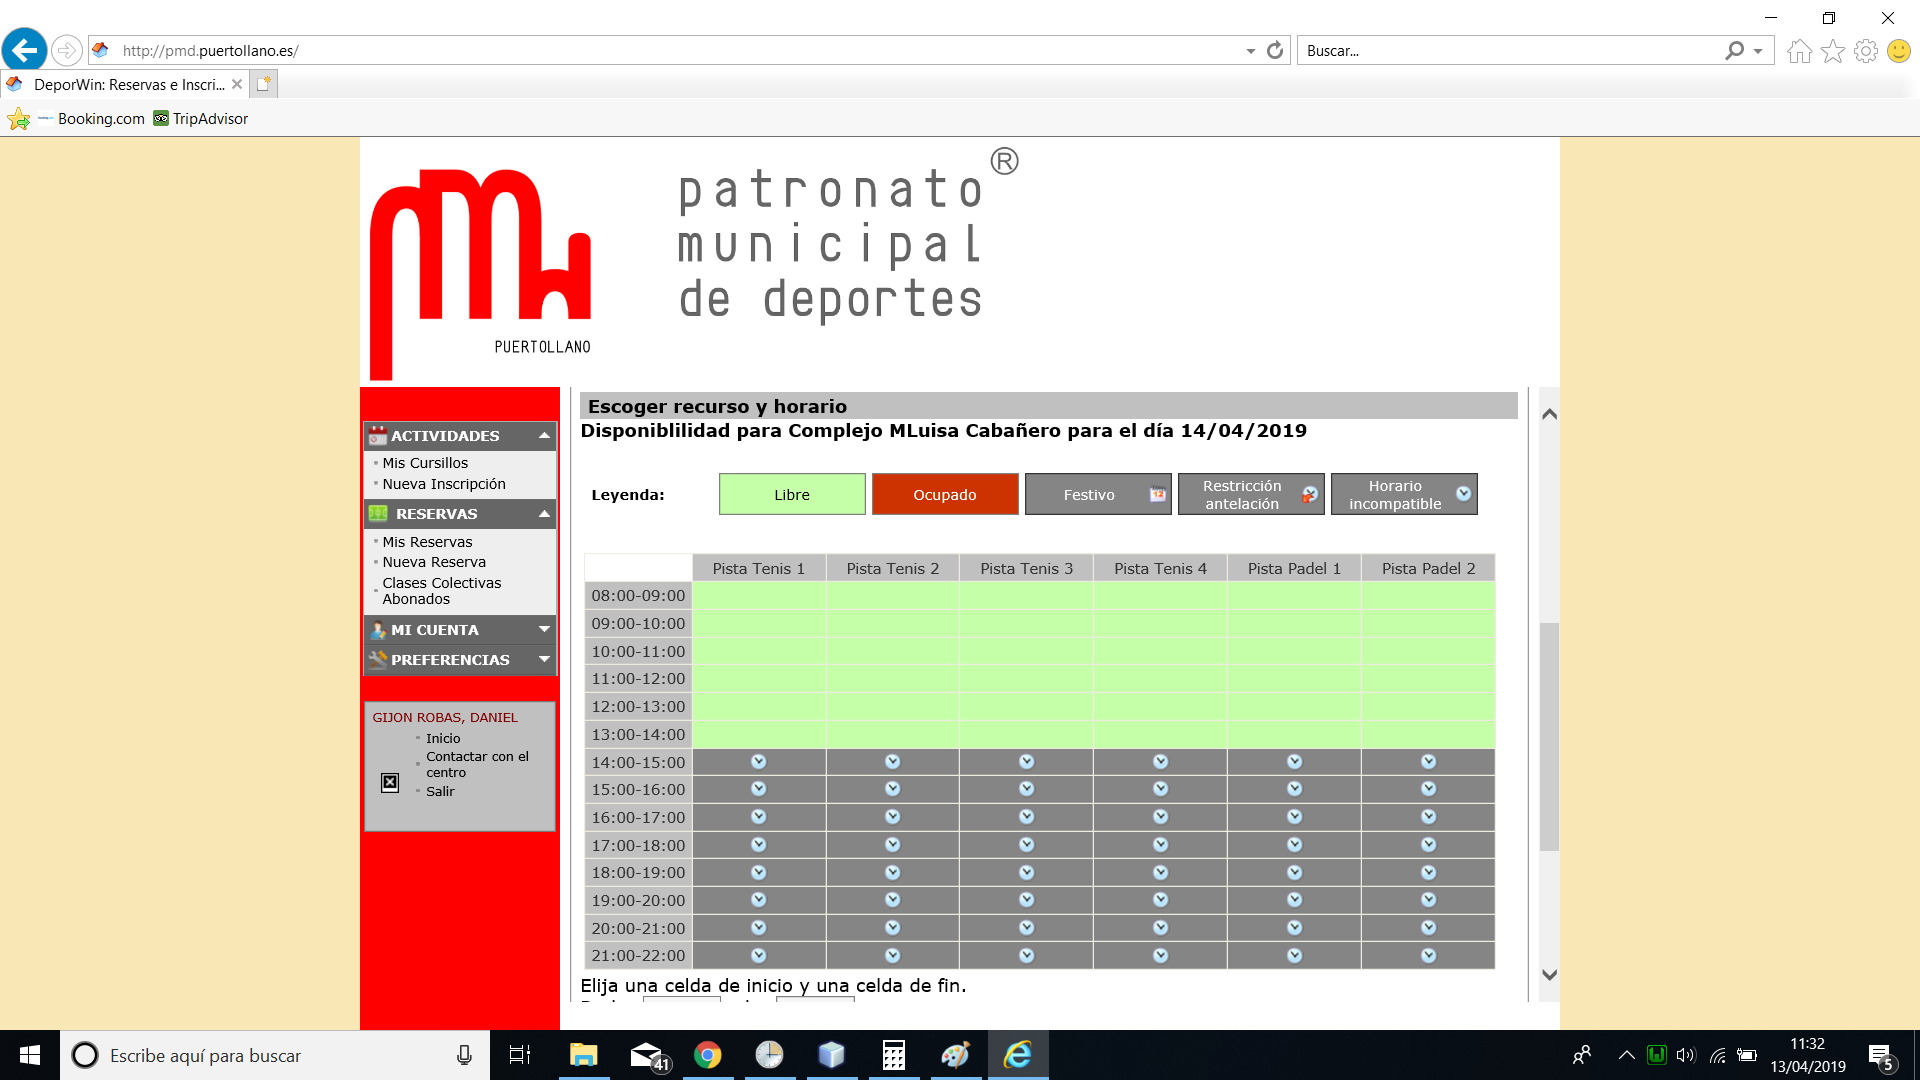 http://pmd.puertollano.es/
Buscar...
DeporWin: Reservas e Inscri...
Booking.com
TripAdvisor
patronato ®
municipal
de deportes
PUERTOLLANO
ACTIVIDADES
Mis Cursillos
Nueva Inscripción
RESERVAS
Mis Reservas
Nueva Reserva
Clases Colectivas
Abonados
MI CUENTA
PREFERENCIAS
GIJON ROBAS, DANIEL
Inicio
Contactar con el
centro
Salir
Escoger recurso y horario
Disponiblilidad para Complejo MLuisa Cabañero para el día 14/04/2019
Leyenda:
Libre
Ocupado
Festivo
12
Restricción
antelación
Horario
incompatible
Pista Tenis 1 Pista Tenis 2 Pista Tenis 3 Pista Tenis 4 Pista Padel 1 Pista Padel 2
08:00-09:00
09:00-10:00
10:00-11:00
11:00-12:00
12:00-13:00
13:00-14:00
14:00-15:00
15:00-16:00
16:00-17:00
17:00-18:00
18:00-19:00
19:00-20:00
20:00-21:00
21:00-22:00
Elija una celda de inicio y una celda de fin.
Escribe aquí para buscar
41
11:32
13/04/2019
5